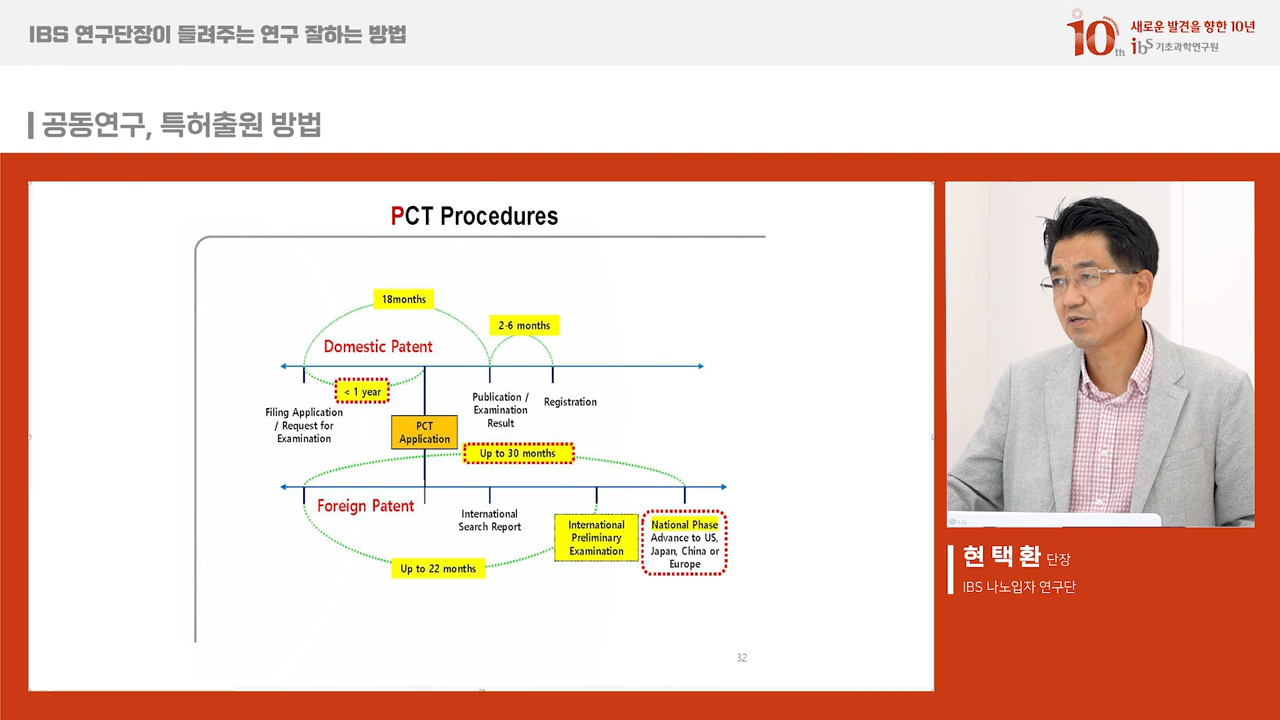 IBS 연구단장이 들려주는 연구 잘하는 방법
10th
ANNIVERSARY
새로운 발견을 향한 10년
ibs 기초과학연구원
공동연구, 특허출원 방법
PCT Procedures
18months
2-6 months
Domestic Patent
< 1 year
Filing Application
/ Request for
Examination
PCT
Application
Publication /
Examination
Result
Registration
Up to 30 months
Foreign Patent
International
Search Report
International
Preliminary
Examination
National Phase
Advance to US,
Japan, China or
Europe
Up to 22 months
32
LG
현택환 단장
IBS 나노입자 연구단